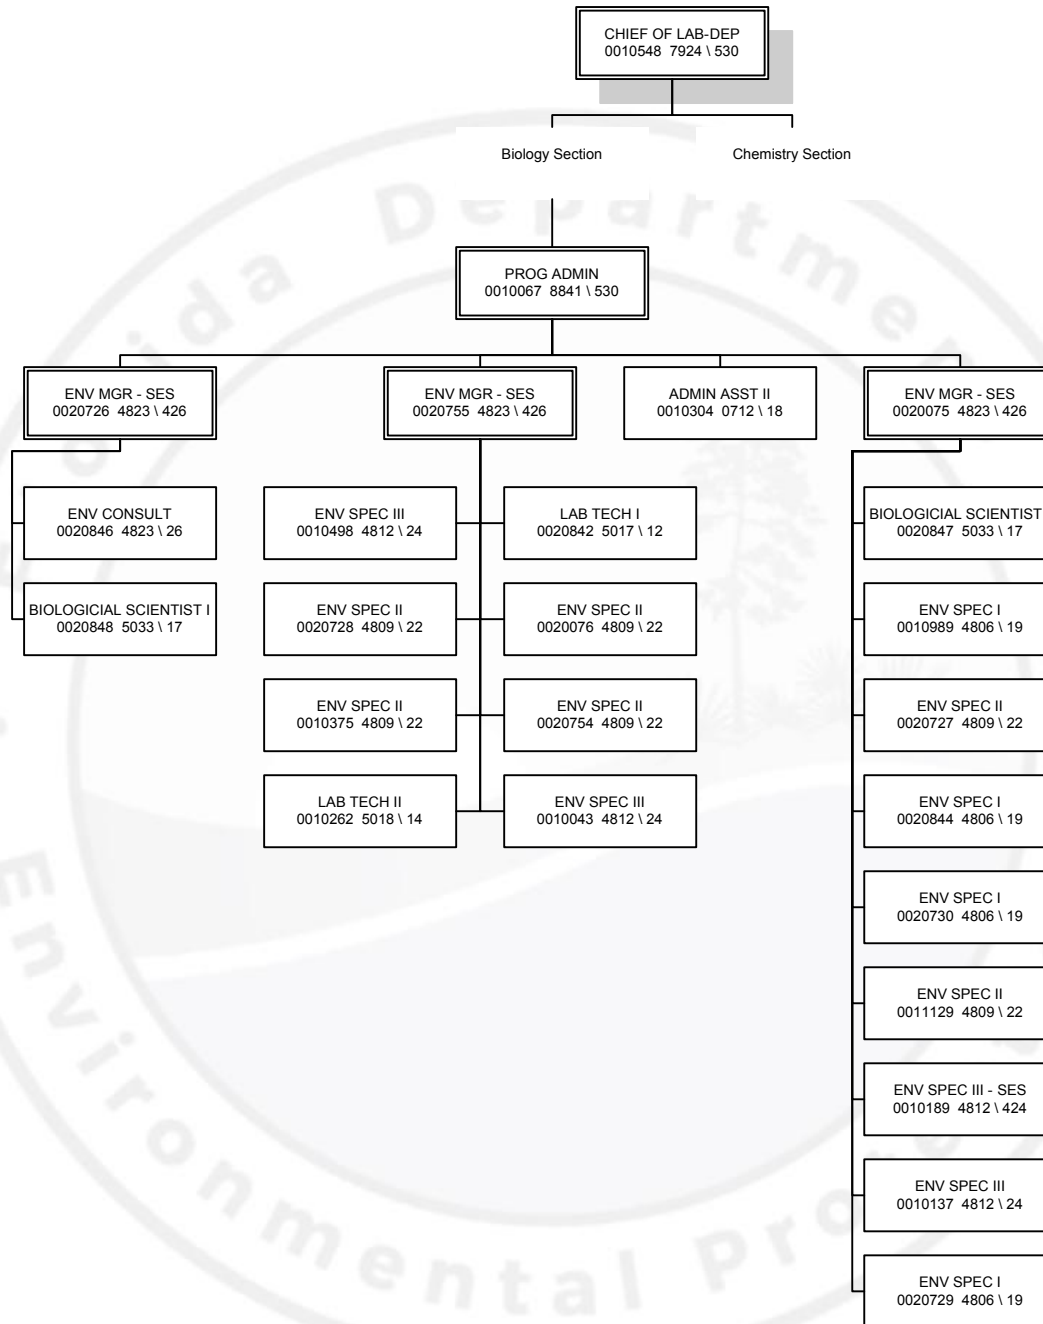 CHIEF OF LAB-DEP
0010548 7924 \ 530
Biology Section
Chemistry Section
PROG ADMIN
0010067 8841 \ 530
ENV MGR - SES
0020726 4823 \ 426
ENV MGR - SES
0020755 4823 \ 426
ADMIN ASST II
0010304 0712 \ 18
ENV MGR - SES
0020075 4823 \ 426
ENV CONSULT
0020846 4823 \ 26
BIOLOGICIAL SCIENTIST I
0020848 5033 \ 17
ENV SPEC III
0010498 4812 \ 24
LAB TECH I
0020842 5017 \ 12
ENV SPEC II
0020728 4809 \ 22
ENV SPEC II
0020076 4809 \ 22
ENV SPEC II
0010375 4809 \ 22
ENV SPEC II
0020754 4809 \ 22
LAB TECH II
0010262 5018 \ 14
ENV SPEC III
0010043 4812 \ 24
BIOLOGICIAL SCIENTIST
0020847 5033 \ 17
ENV SPEC I
0010989 4806 \ 19
ENV SPEC II
0020727 4809 \ 22
ENV SPEC I
0020844 4806 \ 19
ENV SPEC I
0020730 4806 \ 19
ENV SPEC II
0011129 4809 \ 22
ENV SPEC III - SES
0010189 4812 \ 424
ENV SPEC III
0010137 4812 \ 24
ENV SPEC I
0020729 4806 \ 19